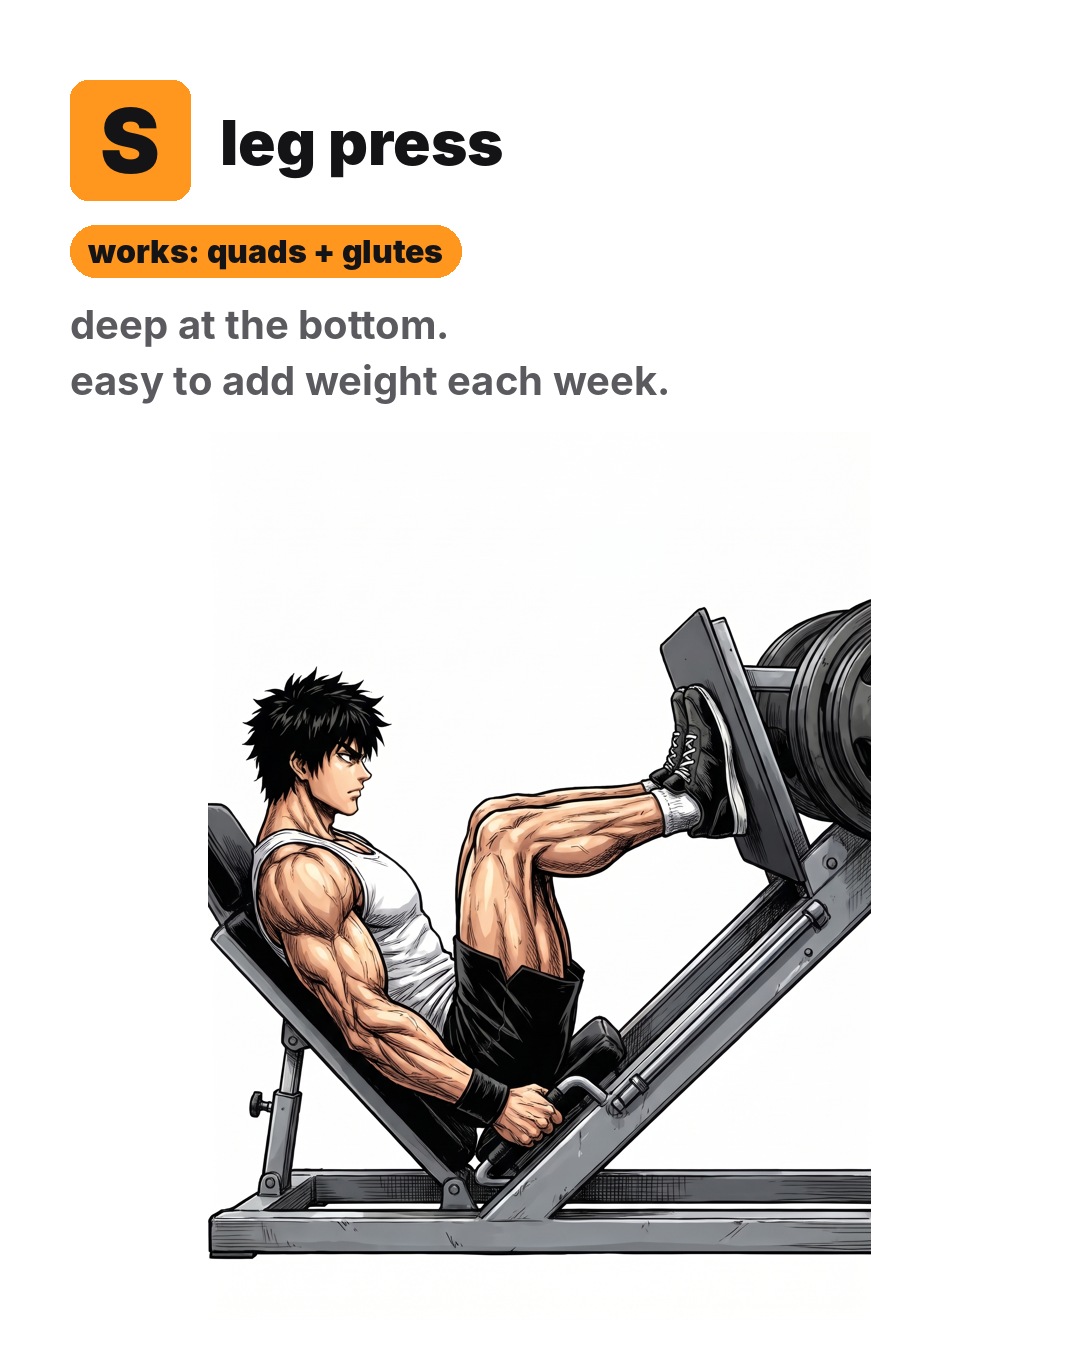 S leg press
works: quads + glutes
deep at the bottom.
easy to add weight each week.